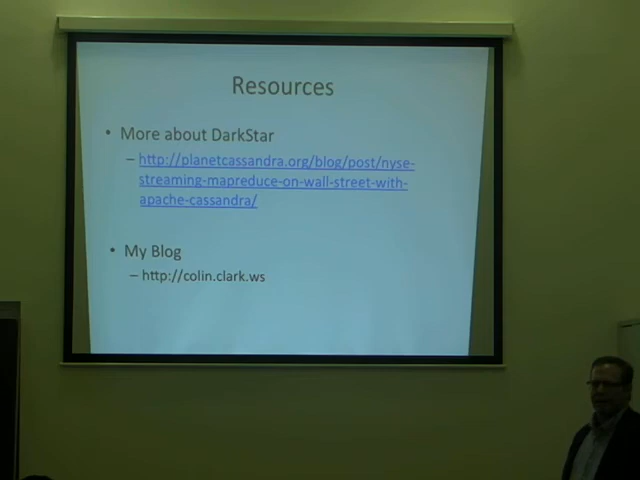 Resources
• More about DarkStar
– http://planetcassandra.org/blog/post/nyse-
streaming-mapreduce-on-wall-street-with-
apache-cassandra/
• My Blog
– http://colin.clark.ws